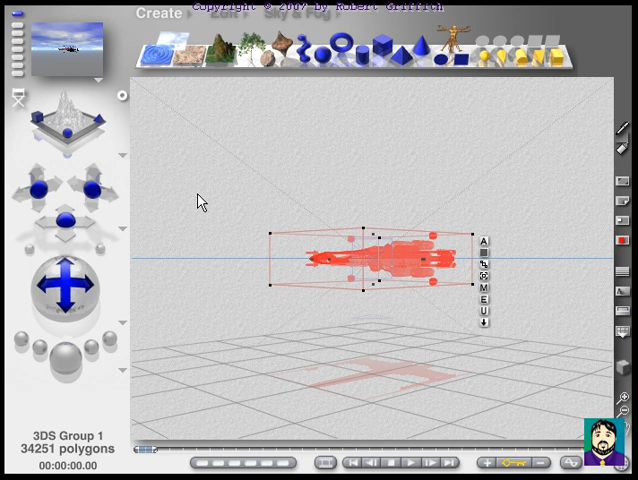 Copyright © 2007 by Robert Griffith
Create Edit Sky & Fog
A
M
E
U
3DS Group 1
34251 polygons
00:00:00.00